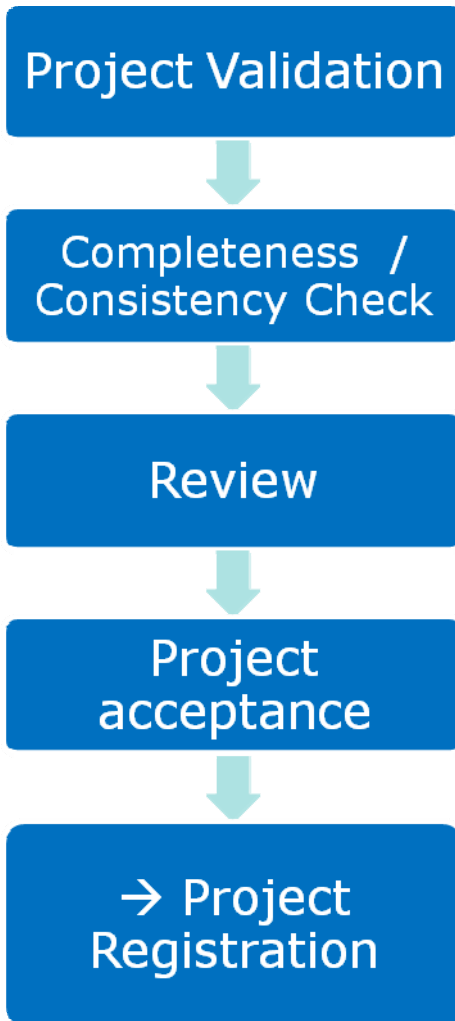 Project Validation
Completeness /
Consistency Check
Review
Project
acceptance
→ Project
Registration